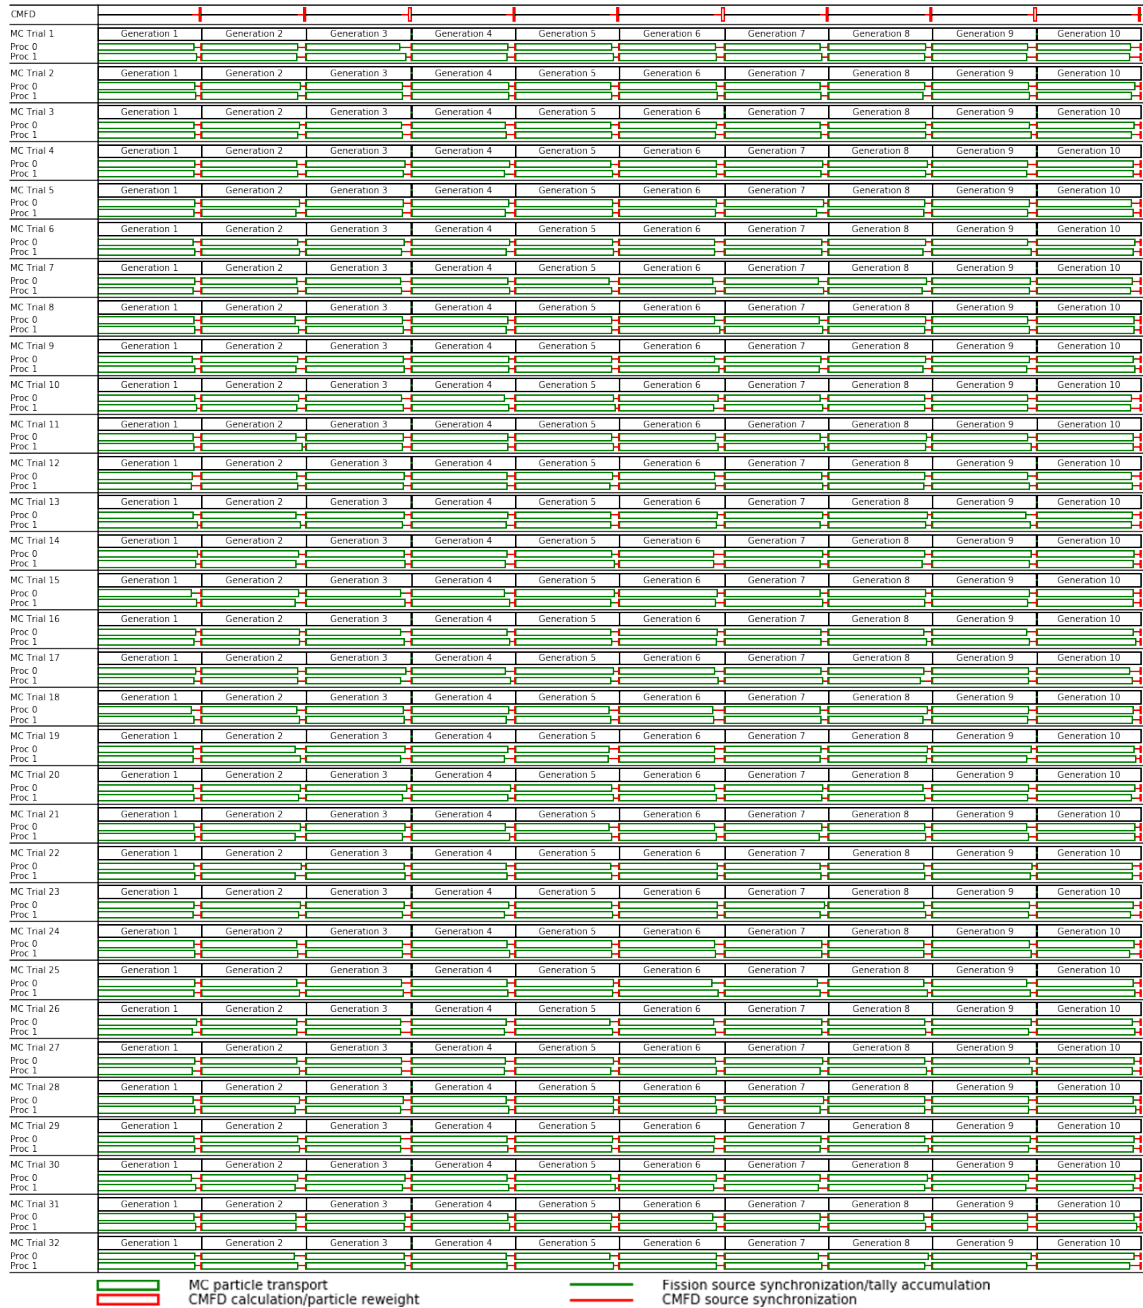 CMFD
MC Trial 1 Generation 1 Generation 2 Generation 3 Generation 4 Generation 5 Generation 6 Generation 7 Generation 8 Generation 9 Generation 10
Proc 0
Proc 1
MC Trial 2 Generation 1 Generation 2 Generation 3 Generation 4 Generation 5 Generation 6 Generation 7 Generation 8 Generation 9 Generation 10
Proc 0
Proc 1
MC Trial 3 Generation 1 Generation 2 Generation 3 Generation 4 Generation 5 Generation 6 Generation 7 Generation 8 Generation 9 Generation 10
Proc 0
Proc 1
MC Trial 4 Generation 1 Generation 2 Generation 3 Generation 4 Generation 5 Generation 6 Generation 7 Generation 8 Generation 9 Generation 10
Proc 0
Proc 1
MC Trial 5 Generation 1 Generation 2 Generation 3 Generation 4 Generation 5 Generation 6 Generation 7 Generation 8 Generation 9 Generation 10
Proc 0
Proc 1
MC Trial 6 Generation 1 Generation 2 Generation 3 Generation 4 Generation 5 Generation 6 Generation 7 Generation 8 Generation 9 Generation 10
Proc 0
Proc 1
MC Trial 7 Generation 1 Generation 2 Generation 3 Generation 4 Generation 5 Generation 6 Generation 7 Generation 8 Generation 9 Generation 10
Proc 0
Proc 1
MC Trial 8 Generation 1 Generation 2 Generation 3 Generation 4 Generation 5 Generation 6 Generation 7 Generation 8 Generation 9 Generation 10
Proc 0
Proc 1
MC Trial 9 Generation 1 Generation 2 Generation 3 Generation 4 Generation 5 Generation 6 Generation 7 Generation 8 Generation 9 Generation 10
Proc 0
Proc 1
MC Trial 10 Generation 1 Generation 2 Generation 3 Generation 4 Generation 5 Generation 6 Generation 7 Generation 8 Generation 9 Generation 10
Proc 0
Proc 1
MC Trial 11 Generation 1 Generation 2 Generation 3 Generation 4 Generation 5 Generation 6 Generation 7 Generation 8 Generation 9 Generation 10
Proc 0
Proc 1
MC Trial 12 Generation 1 Generation 2 Generation 3 Generation 4 Generation 5 Generation 6 Generation 7 Generation 8 Generation 9 Generation 10
Proc 0
Proc 1
MC Trial 13 Generation 1 Generation 2 Generation 3 Generation 4 Generation 5 Generation 6 Generation 7 Generation 8 Generation 9 Generation 10
Proc 0
Proc 1
MC Trial 14 Generation 1 Generation 2 Generation 3 Generation 4 Generation 5 Generation 6 Generation 7 Generation 8 Generation 9 Generation 10
Proc 0
Proc 1
MC Trial 15 Generation 1 Generation 2 Generation 3 Generation 4 Generation 5 Generation 6 Generation 7 Generation 8 Generation 9 Generation 10
Proc 0
Proc 1
MC Trial 16 Generation 1 Generation 2 Generation 3 Generation 4 Generation 5 Generation 6 Generation 7 Generation 8 Generation 9 Generation 10
Proc 0
Proc 1
MC Trial 17 Generation 1 Generation 2 Generation 3 Generation 4 Generation 5 Generation 6 Generation 7 Generation 8 Generation 9 Generation 10
Proc 0
Proc 1
MC Trial 18 Generation 1 Generation 2 Generation 3 Generation 4 Generation 5 Generation 6 Generation 7 Generation 8 Generation 9 Generation 10
Proc 0
Proc 1
MC Trial 19 Generation 1 Generation 2 Generation 3 Generation 4 Generation 5 Generation 6 Generation 7 Generation 8 Generation 9 Generation 10
Proc 0
Proc 1
MC Trial 20 Generation 1 Generation 2 Generation 3 Generation 4 Generation 5 Generation 6 Generation 7 Generation 8 Generation 9 Generation 10
Proc 0
Proc 1
MC Trial 21 Generation 1 Generation 2 Generation 3 Generation 4 Generation 5 Generation 6 Generation 7 Generation 8 Generation 9 Generation 10
Proc 0
Proc 1
MC Trial 22 Generation 1 Generation 2 Generation 3 Generation 4 Generation 5 Generation 6 Generation 7 Generation 8 Generation 9 Generation 10
Proc 0
Proc 1
MC Trial 23 Generation 1 Generation 2 Generation 3 Generation 4 Generation 5 Generation 6 Generation 7 Generation 8 Generation 9 Generation 10
Proc 0
Proc 1
MC Trial 24 Generation 1 Generation 2 Generation 3 Generation 4 Generation 5 Generation 6 Generation 7 Generation 8 Generation 9 Generation 10
Proc 0
Proc 1
MC Trial 25 Generation 1 Generation 2 Generation 3 Generation 4 Generation 5 Generation 6 Generation 7 Generation 8 Generation 9 Generation 10
Proc 0
Proc 1
MC Trial 26 Generation 1 Generation 2 Generation 3 Generation 4 Generation 5 Generation 6 Generation 7 Generation 8 Generation 9 Generation 10
Proc 0
Proc 1
MC Trial 27 Generation 1 Generation 2 Generation 3 Generation 4 Generation 5 Generation 6 Generation 7 Generation 8 Generation 9 Generation 10
Proc 0
Proc 1
MC Trial 28 Generation 1 Generation 2 Generation 3 Generation 4 Generation 5 Generation 6 Generation 7 Generation 8 Generation 9 Generation 10
Proc 0
Proc 1
MC Trial 29 Generation 1 Generation 2 Generation 3 Generation 4 Generation 5 Generation 6 Generation 7 Generation 8 Generation 9 Generation 10
Proc 0
Proc 1
MC Trial 30 Generation 1 Generation 2 Generation 3 Generation 4 Generation 5 Generation 6 Generation 7 Generation 8 Generation 9 Generation 10
Proc 0
Proc 1
MC Trial 31 Generation 1 Generation 2 Generation 3 Generation 4 Generation 5 Generation 6 Generation 7 Generation 8 Generation 9 Generation 10
Proc 0
Proc 1
MC Trial 32 Generation 1 Generation 2 Generation 3 Generation 4 Generation 5 Generation 6 Generation 7 Generation 8 Generation 9 Generation 10
Proc 0
Proc 1
MC particle transport Fission source synchronization/tally accumulation
CMFD calculation/particle reweight CMFD source synchronization